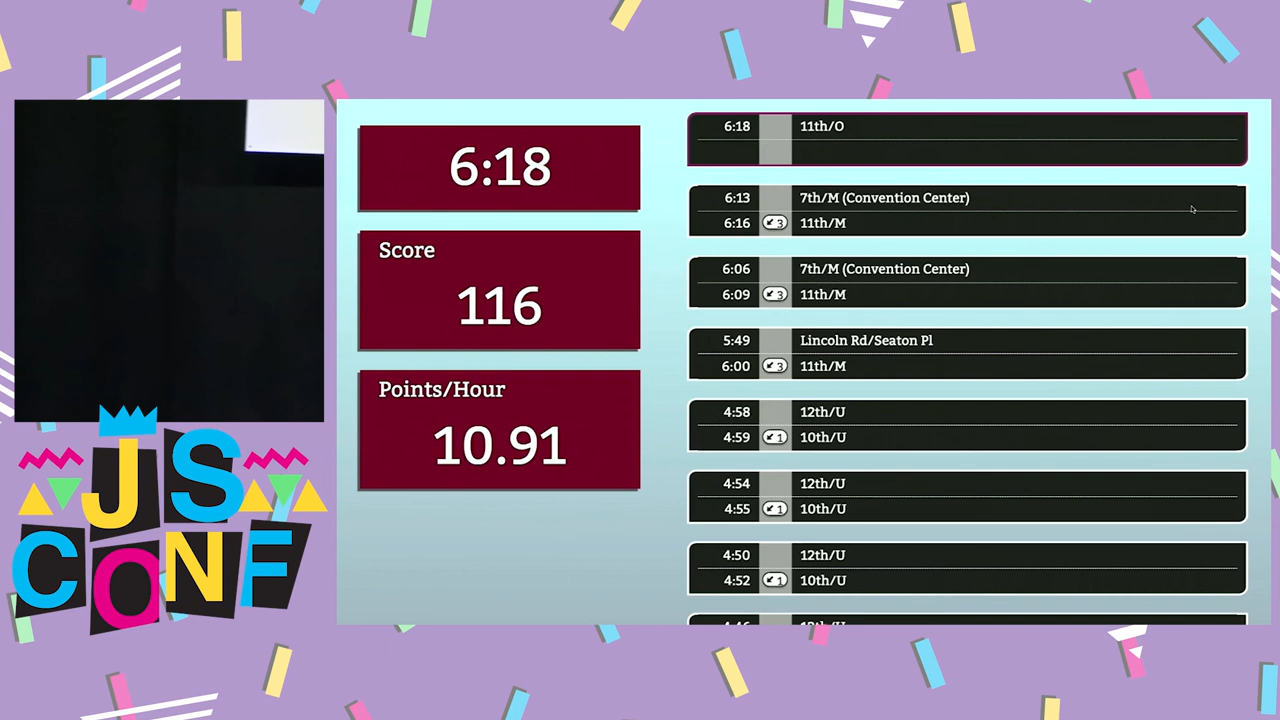 6:18
Score
116
Points/Hour
10.91
6:18 11th/O
6:13 7th/M (Convention Center)
6:16 3 11th/M
6:06 7th/M (Convention Center)
6:09 3 11th/M
5:49 Lincoln Rd/Seaton Pl
6:00 3 11th/M
4:58 12th/U
4:59 1 10th/U
4:54 12th/U
4:55 1 10th/U
4:50 12th/U
4:52 1 10th/U
JS
CONF